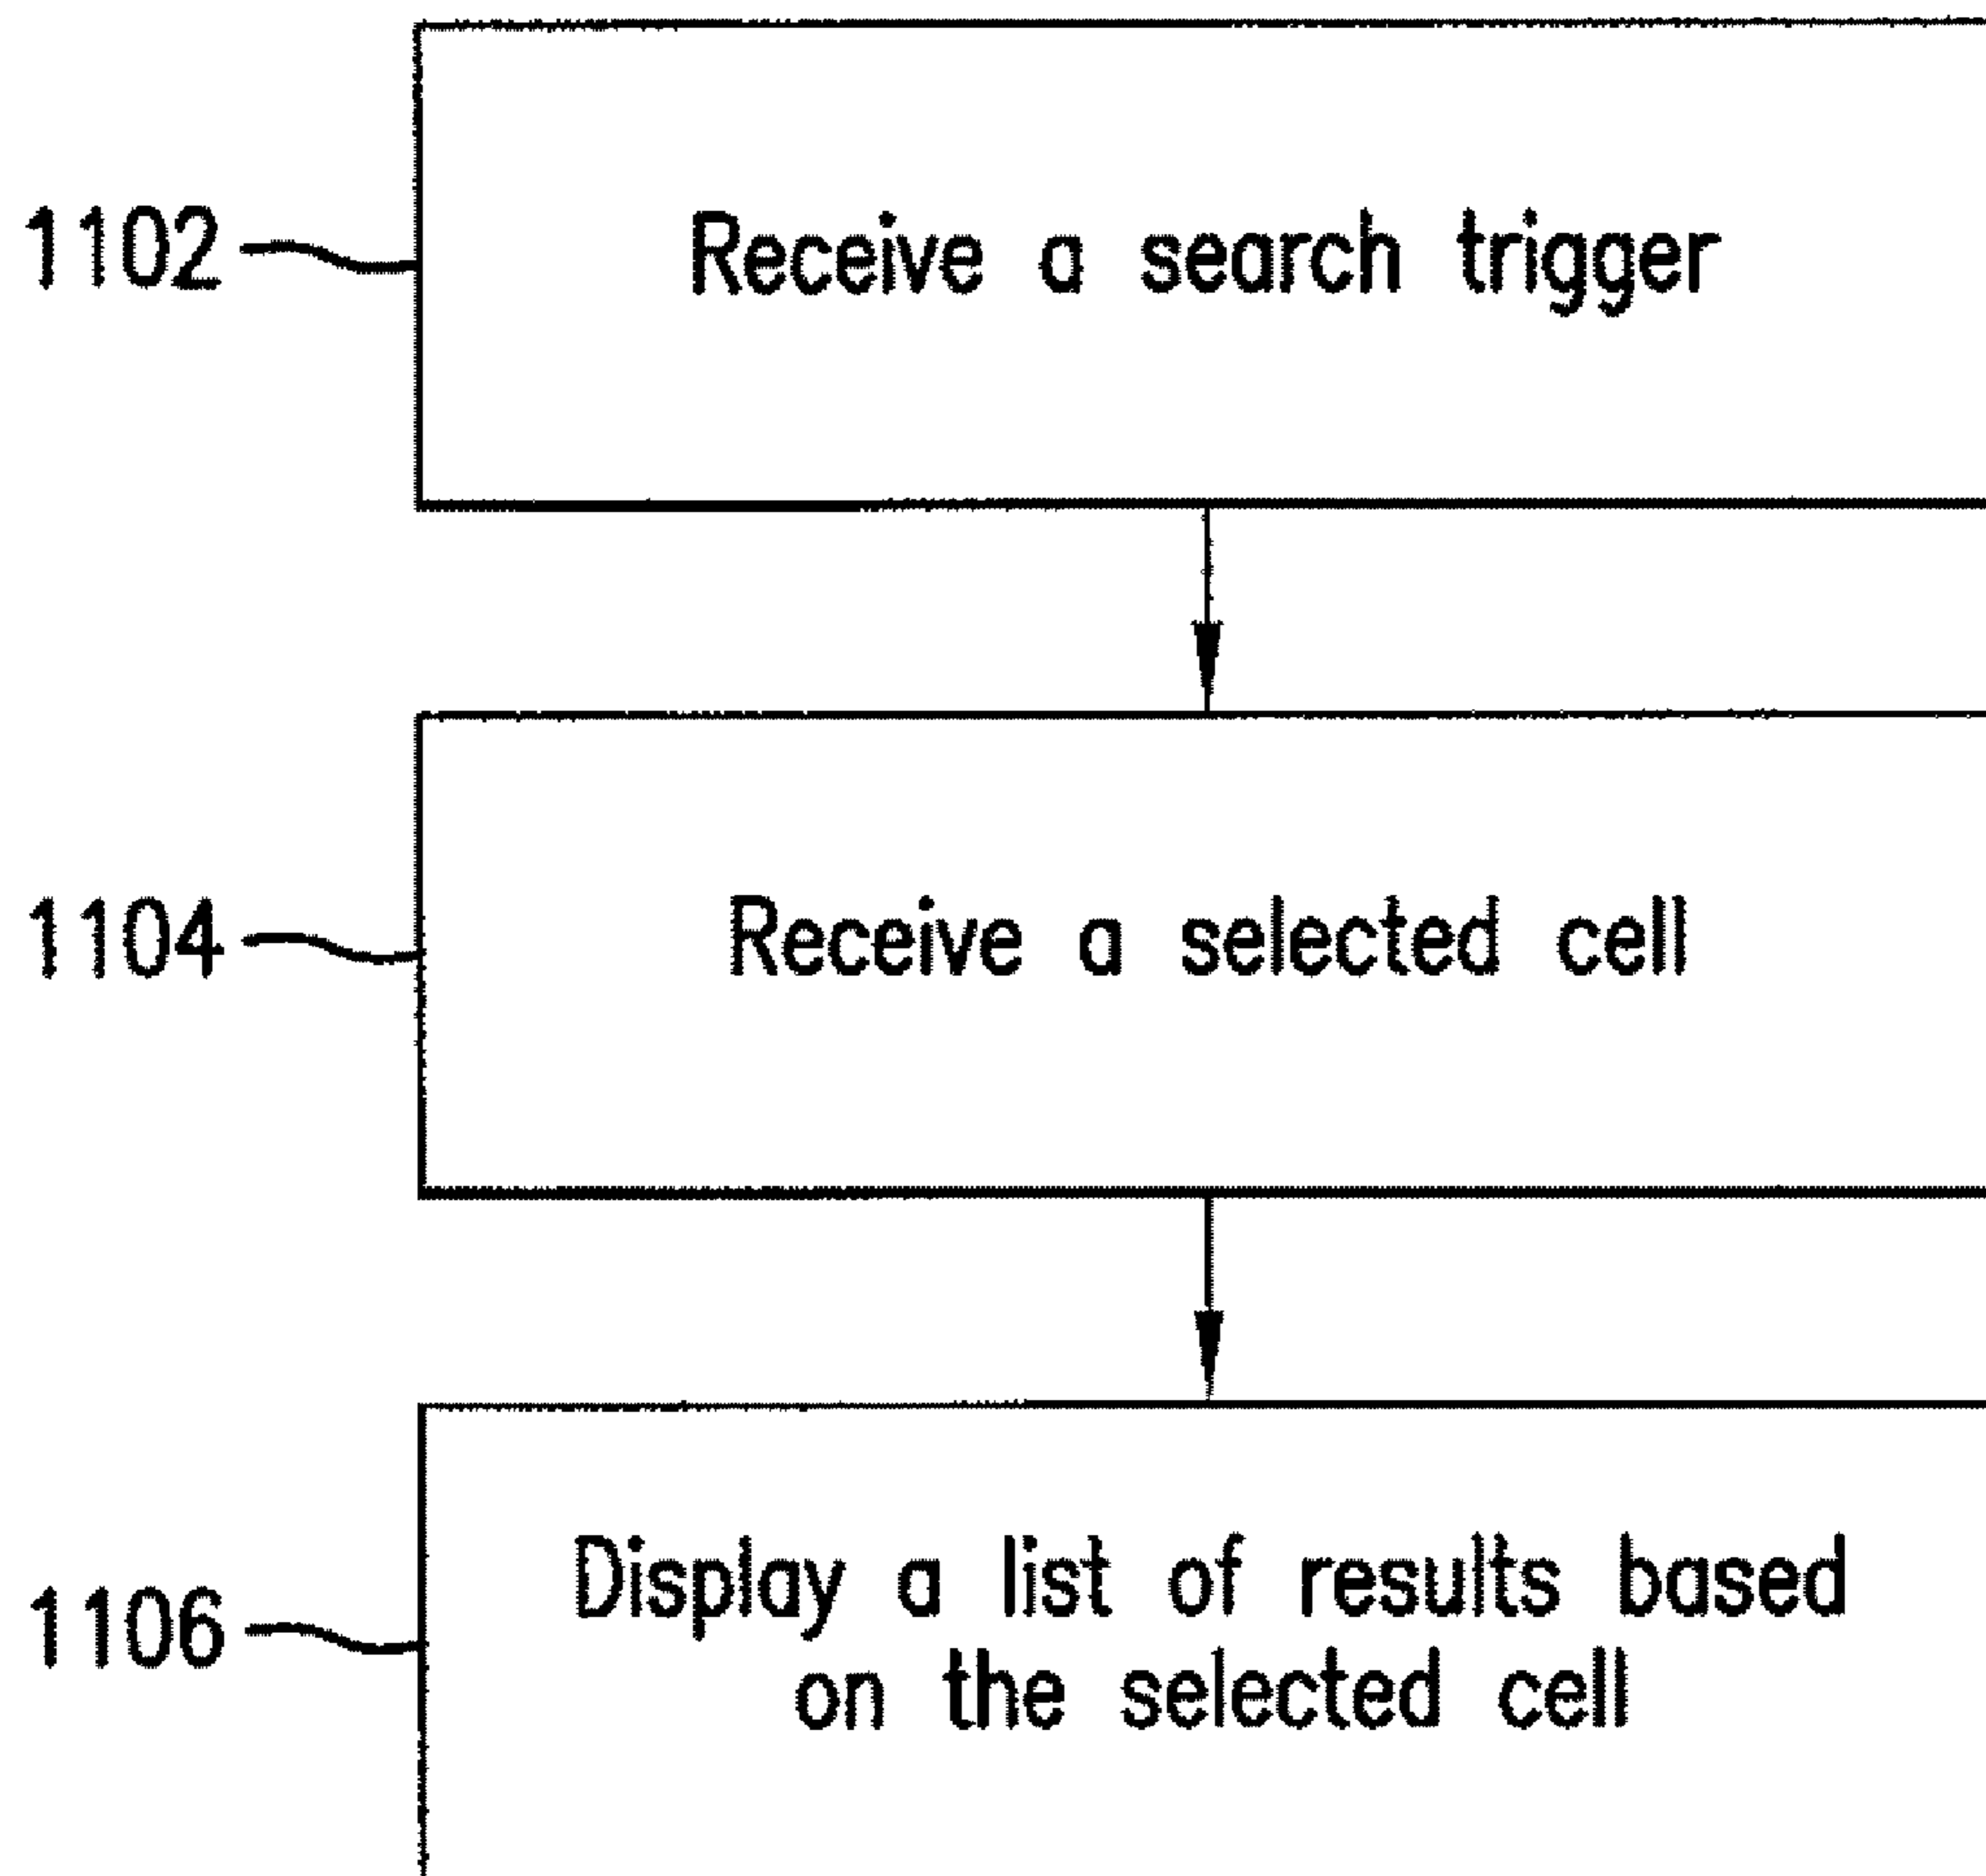 1102
Receive a search trigger
1104
Receive a selected cell
1106
Display a list of results based
on the selected cell